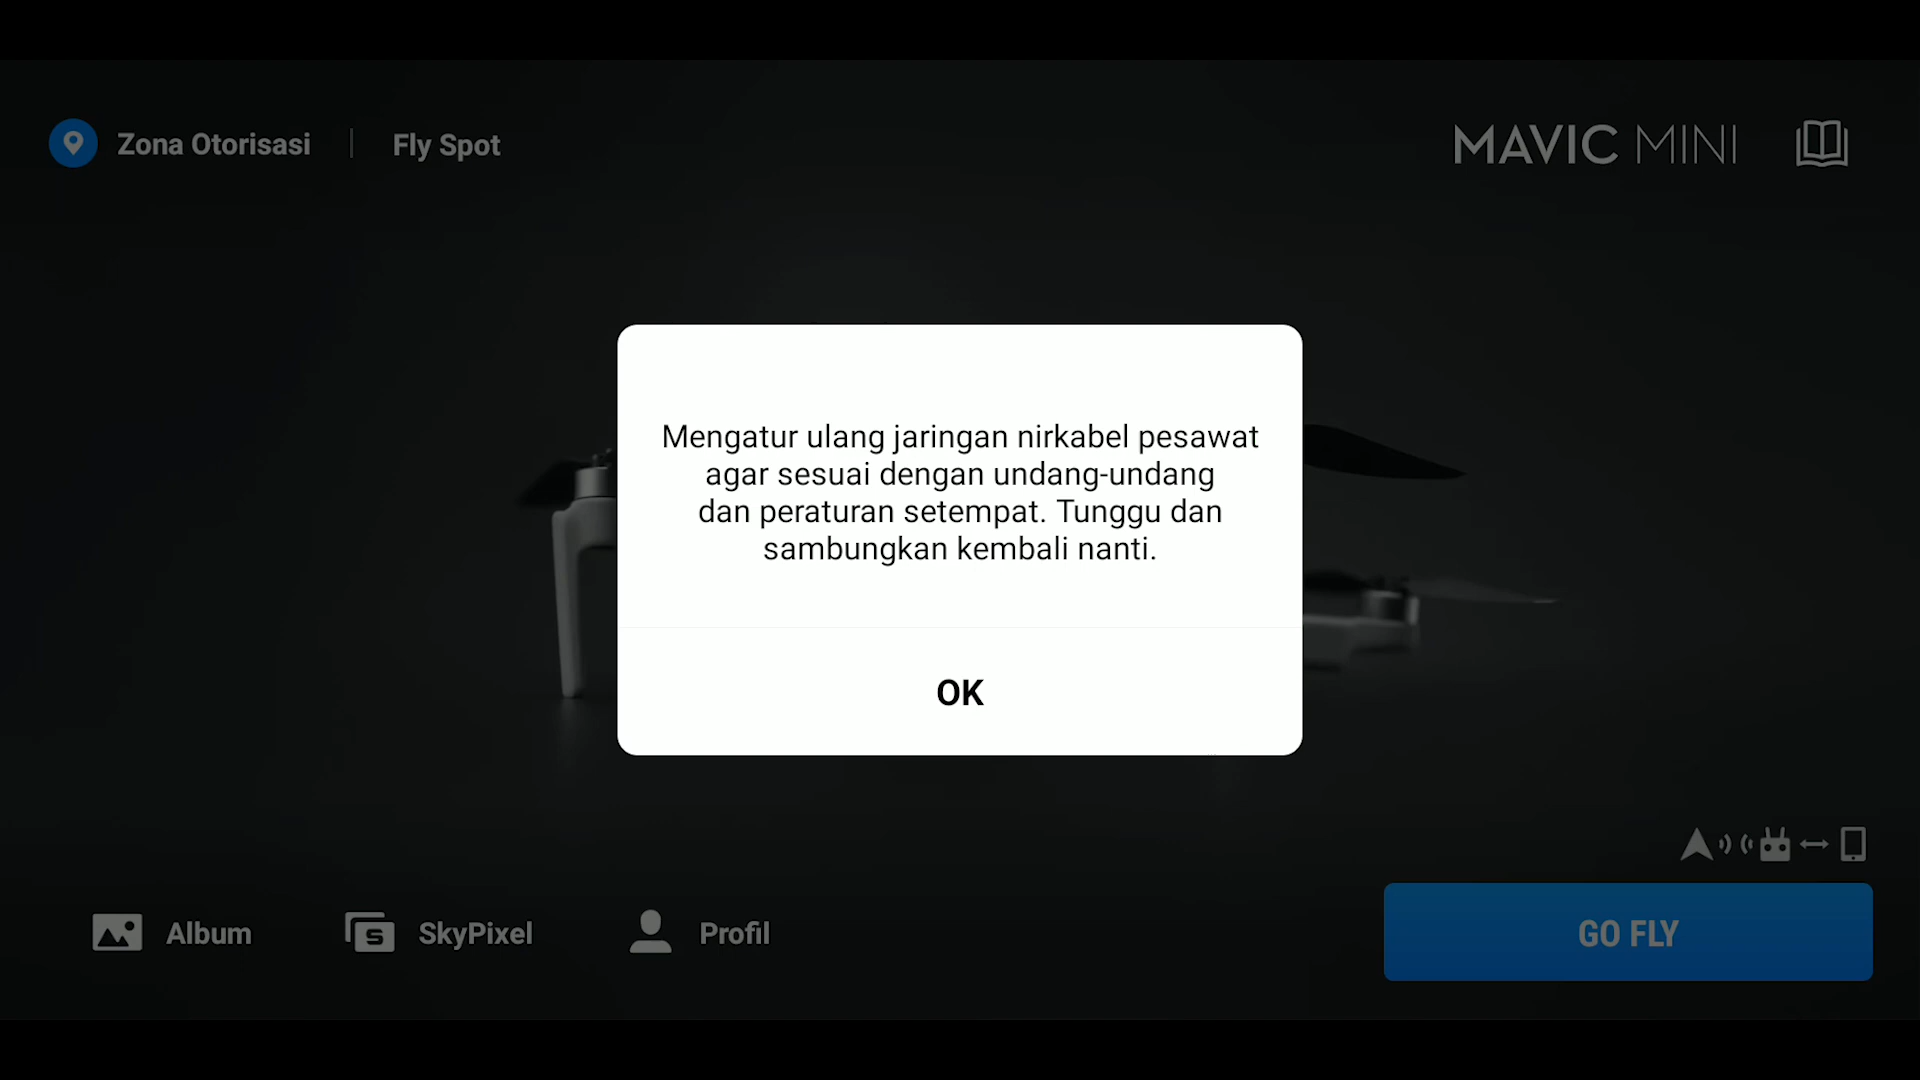 Zona Otorisasi | Fly Spot
MAVIC MINI
Mengatur ulang jaringan nirkabel pesawat
agar sesuai dengan undang-undang
dan peraturan setempat. Tunggu dan
sambungkan kembali nanti.
OK
Album
SkyPixel
Profil
GO FLY